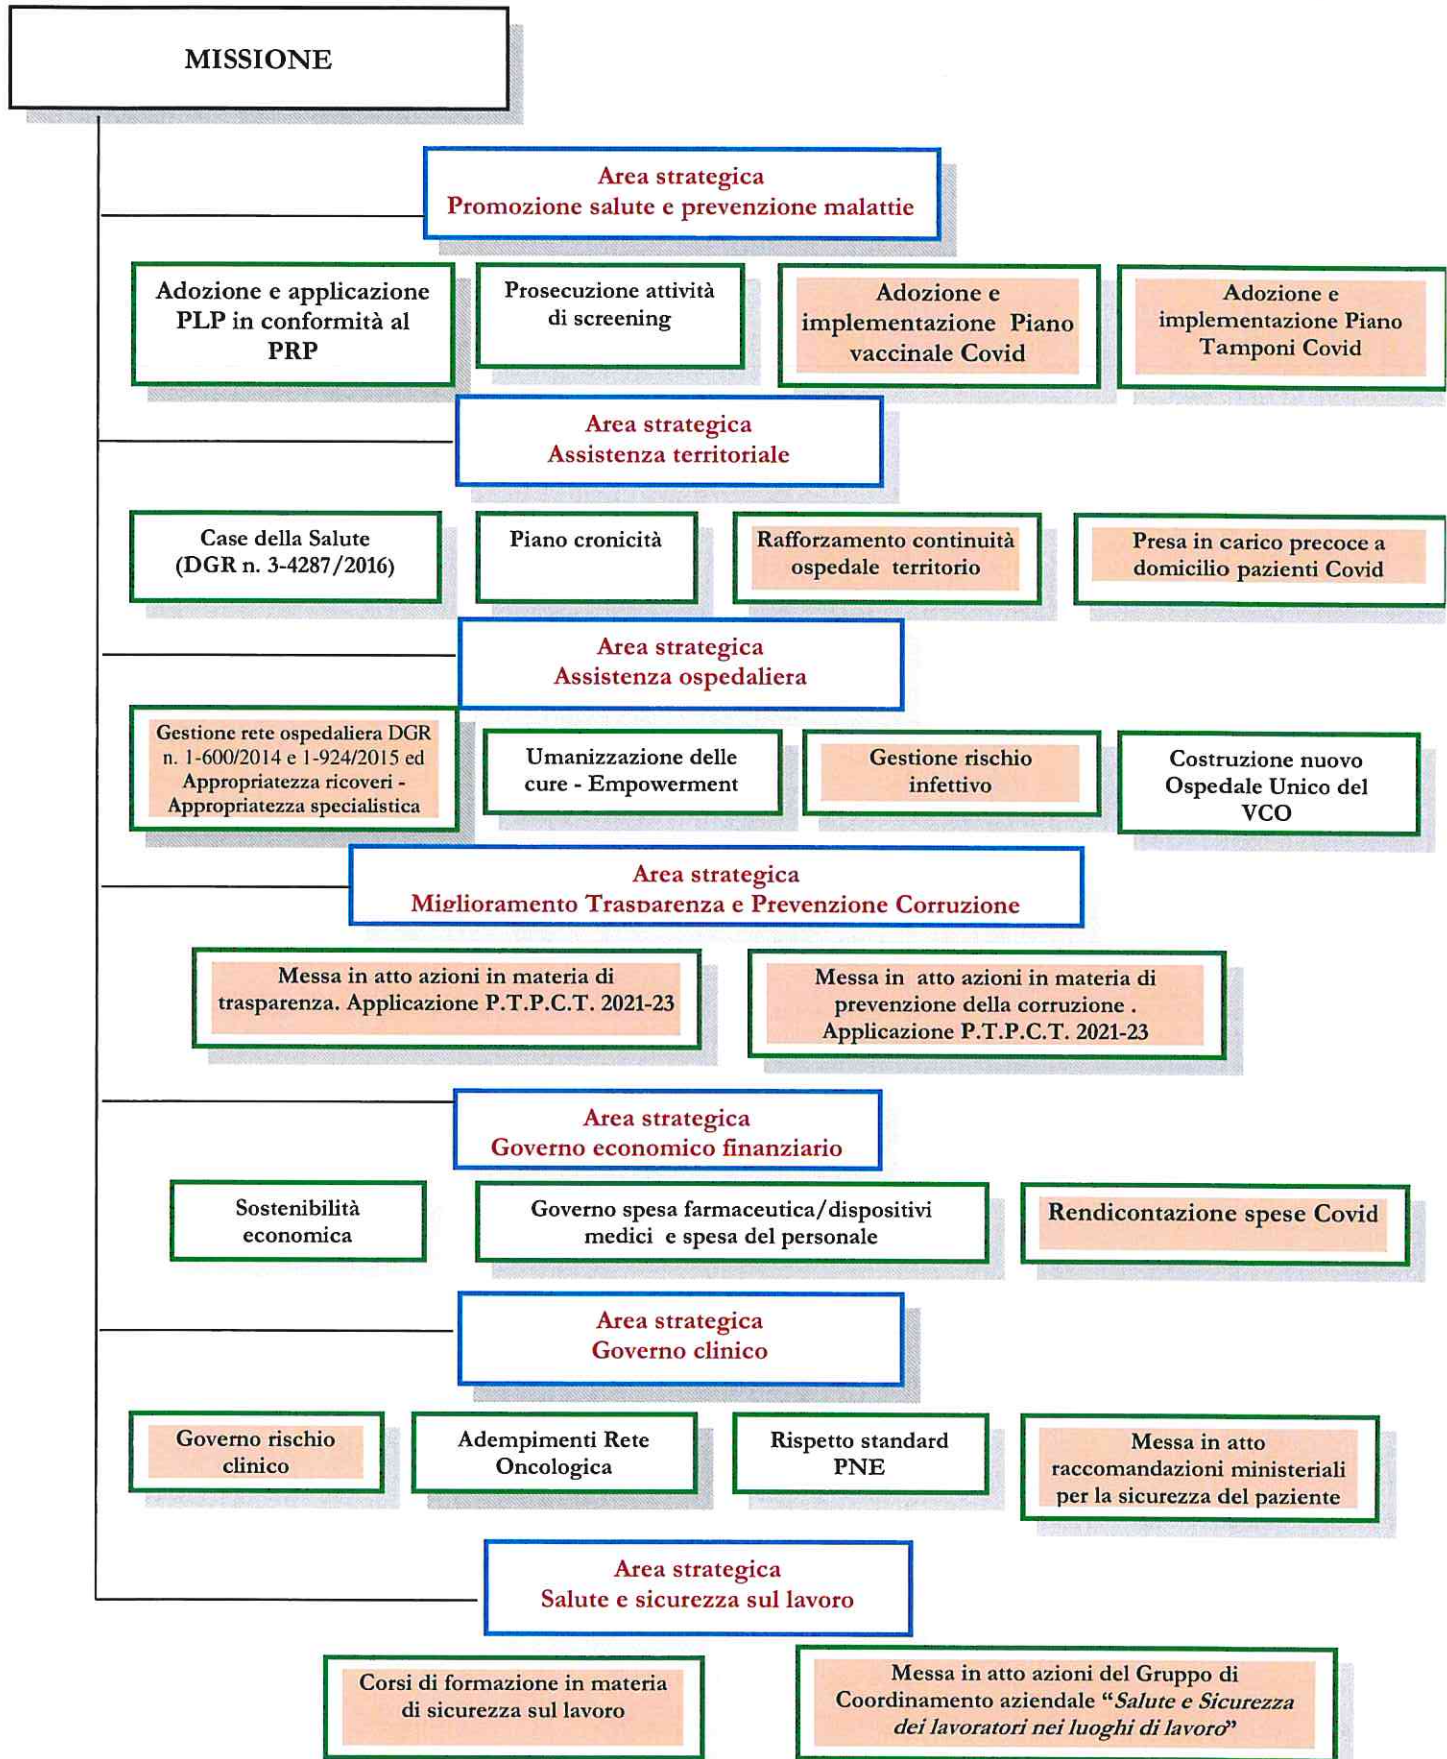 MISSIONE
Area strategica
Promozione salute e prevenzione malattie
Adozione e applicazione
PLP in conformità al
PRP
Prosecuzione attività
di screening
Adozione e
implementazione Piano
vaccinale Covid
Adozione e
implementazione Piano
Tamponi Covid
Area strategica
Assistenza territoriale
Case della Salute
(DGR n. 3-4287/2016)
Piano cronicità
Rafforzamento continuità
ospedale territorio
Presa in carico precoce a
domicilio pazienti Covid
Area strategica
Assistenza ospedaliera
Gestione rete ospedaliera DGR
n. 1-600/2014 e 1-924/2015 ed
Appropriatezza ricoveri -
Appropriatezza specialistica
Umanizzazione delle
cure - Empowerment
Gestione rischio
infettivo
Costruzione nuovo
Ospedale Unico del
VCO
Area strategica
Miglioramento Trasparenza e Prevenzione Corruzione
Messa in atto azioni in materia di
trasparenza. Applicazione P.T.P.C.T. 2021-23
Messa in atto azioni in materia di
prevenzione della corruzione .
Applicazione P.T.P.C.T. 2021-23
Area strategica
Governo economico finanziario
Sostenibilità
economica
Governo spesa farmaceutica/dispositivi
medici e spesa del personale
Rendicontazione spese Covid
Area strategica
Governo clinico
Governo rischio
clinico
Adempimenti Rete
Oncologica
Rispetto standard
PNE
Messa in atto
raccomandazioni ministeriali
per la sicurezza del paziente
Area strategica
Salute e sicurezza sul lavoro
Corsi di formazione in materia
di sicurezza sul lavoro
Messa in atto azioni del Gruppo di
Coordinamento aziendale “Salute e Sicurezza
dei lavoratori nei luoghi di lavoro”